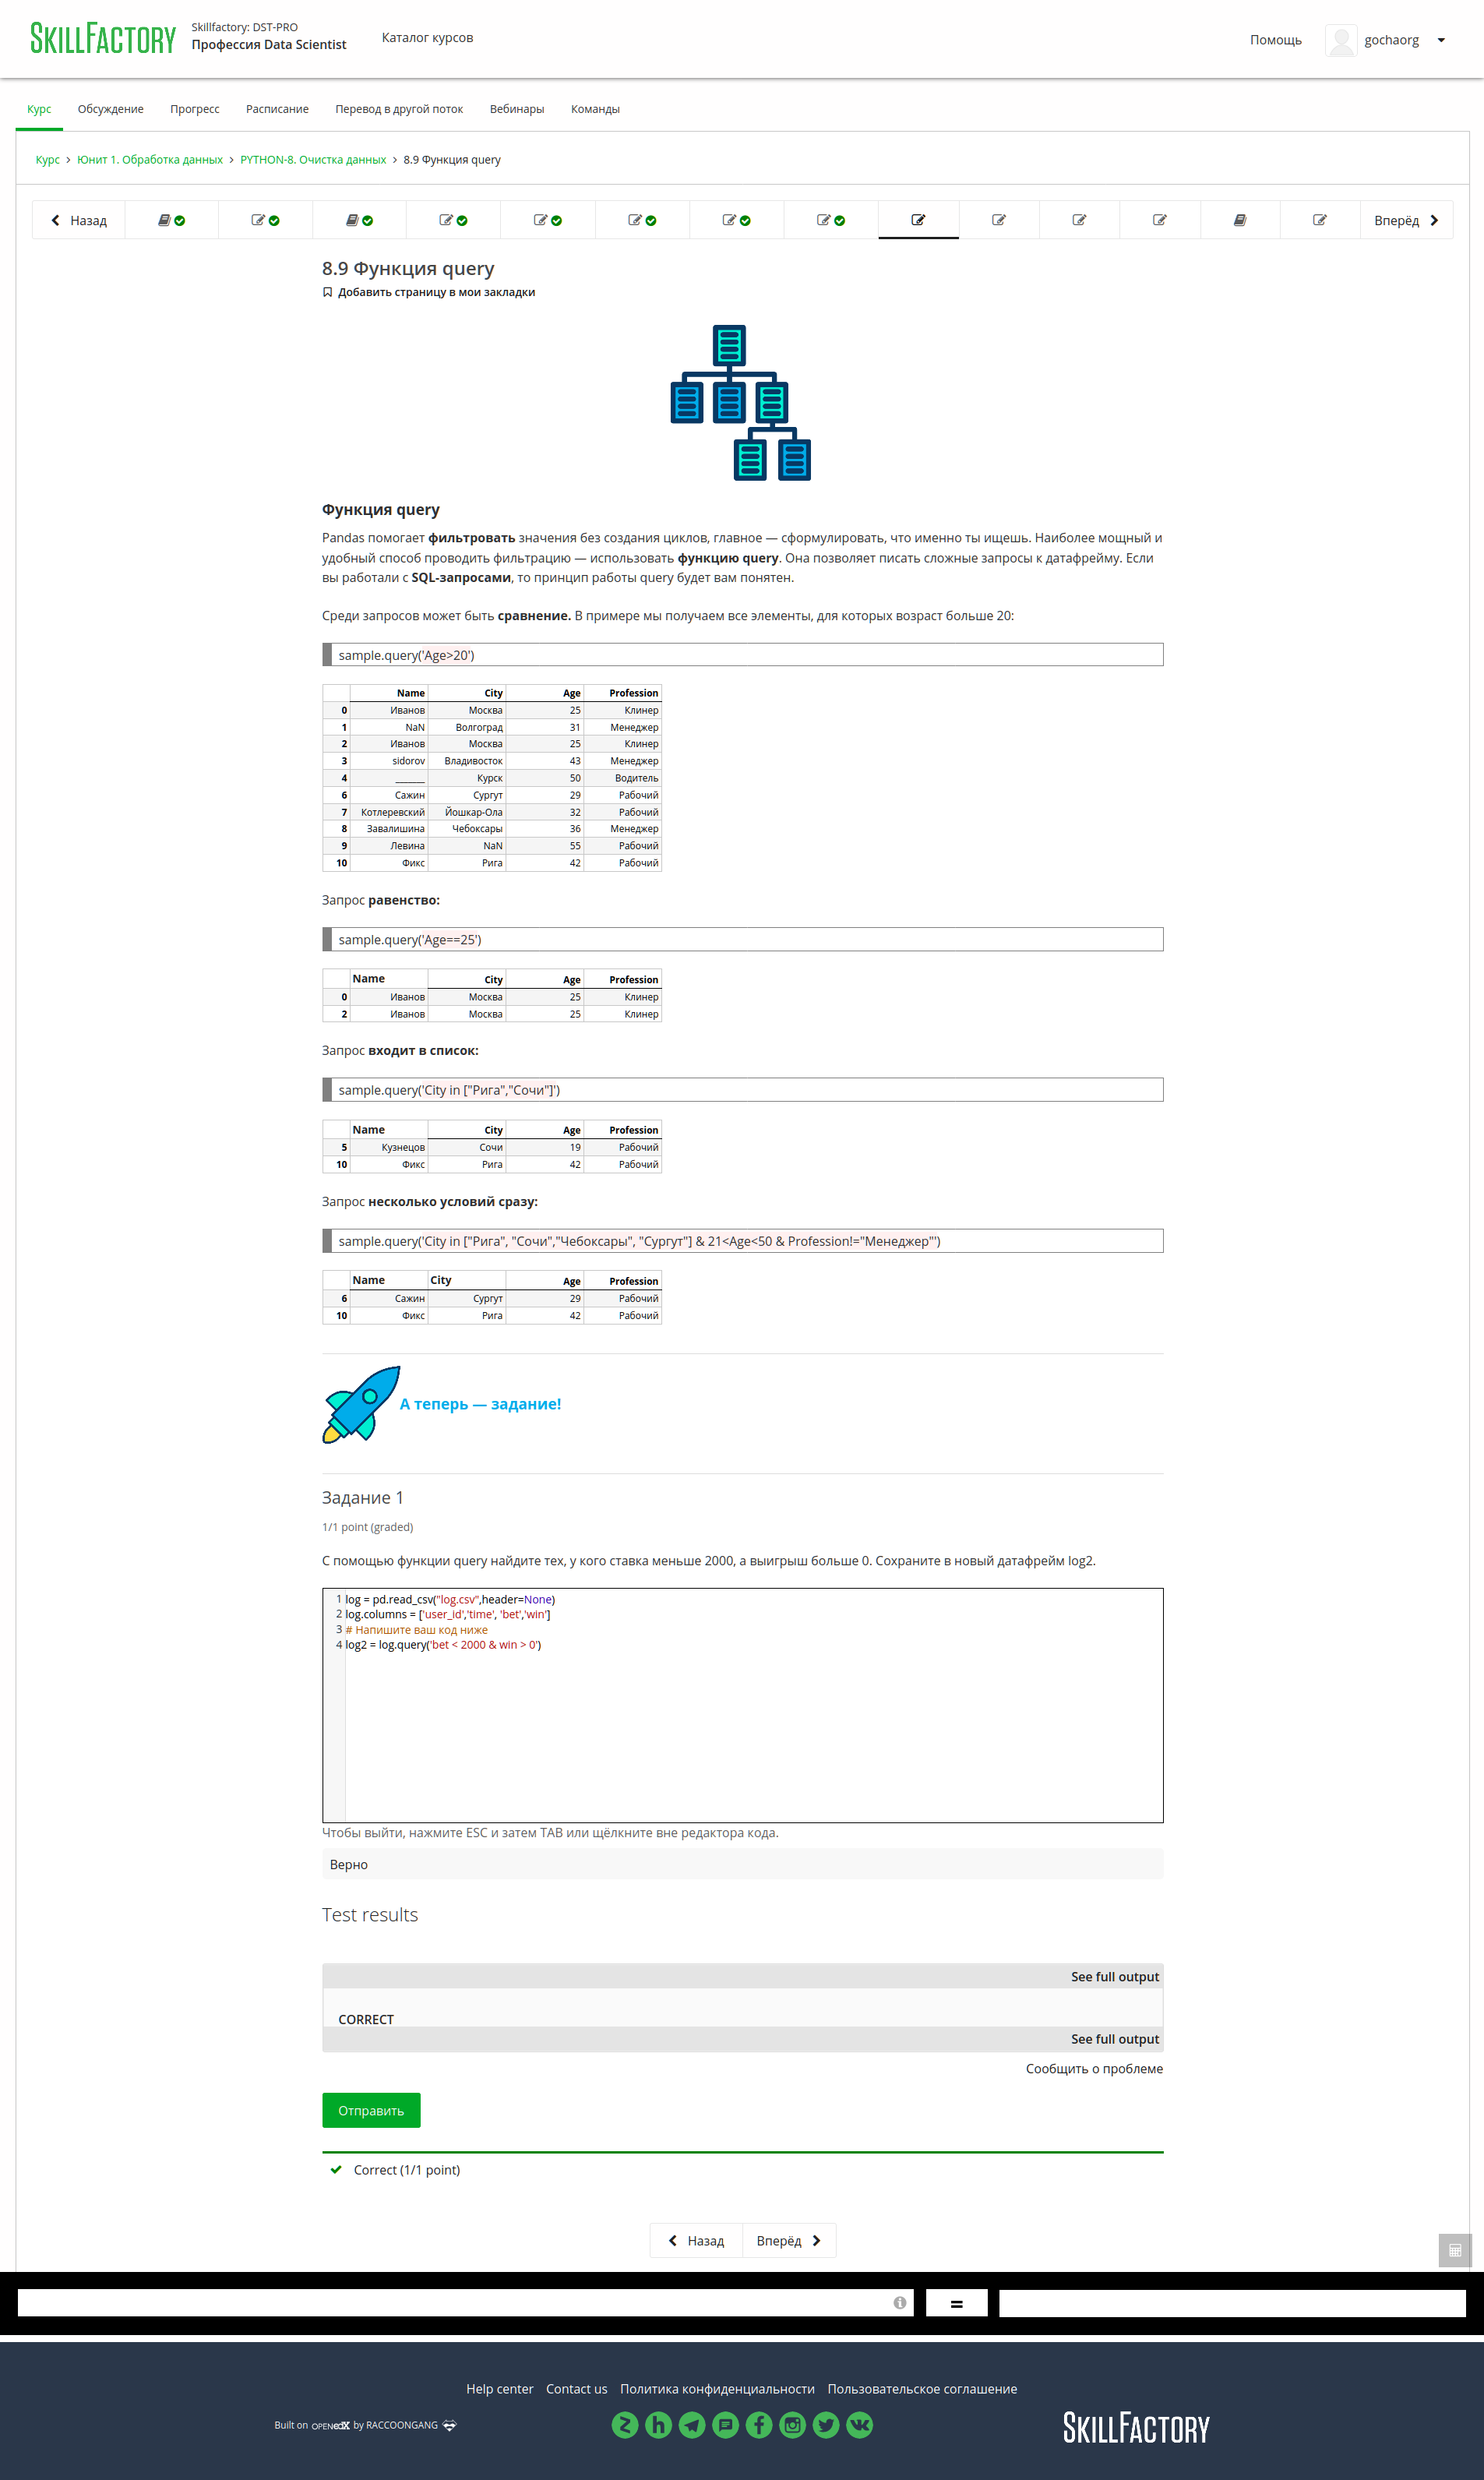 SKILLFACTORY
Skillfactory: DST-PRO
Профессия Data Scientist
Каталог курсов
Помощь
gochaorg
Курс Обсуждение Прогресс Расписание Перевод в другой поток Вебинары Команды
Курс > Юнит 1. Обработка данных > PYTHON-8. Очистка данных > 8.9 Функция query
Назад
Вперёд
8.9 Функция query
Добавить страницу в мои закладки
Функция query
Pandas помогает фильтровать значения без создания циклов, главное — сформулировать, что именно ты ищешь. Наиболее мощный и
удобный способ проводить фильтрацию — использовать функцию query. Она позволяет писать сложные запросы к датафрейму. Если
вы работали с SQL-запросами, то принцип работы query будет вам понятен.
Среди запросов может быть сравнение. В примере мы получаем все элементы, для которых возраст больше 20:
sample.query('Age>20')
Name City Age Profession
0 Иванов Москва 25 Клинер
1 NaN Волгоград 31 Менеджер
2 Иванов Москва 25 Клинер
3 sidorov Владивосток 43 Менеджер
4 _______ Курск 50 Водитель
6 Сажин Сургут 29 Рабочий
7 Котлеревский Йошкар-Ола 32 Рабочий
8 Завалишина Чебоксары 36 Менеджер
9 Левина NaN 55 Рабочий
10 Фикс Рига 42 Рабочий
Запрос равенство:
sample.query('Age==25')
Name City Age Profession
0 Иванов Москва 25 Клинер
2 Иванов Москва 25 Клинер
Запрос входит в список:
sample.query('City in ["Рига","Сочи"]')
Name City Age Profession
5 Кузнецов Сочи 19 Рабочий
10 Фикс Рига 42 Рабочий
Запрос несколько условий сразу:
sample.query('City in ["Рига", "Сочи","Чебоксары", "Сургут"] & 21<Age<50 & Profession!="Менеджер"')
Name City Age Profession
6 Сажин Сургут 29 Рабочий
10 Фикс Рига 42 Рабочий
А теперь — задание!
Задание 1
1/1 point (graded)
С помощью функции query найдите тех, у кого ставка меньше 2000, а выигрыш больше 0. Сохраните в новый датафрейм log2.
1 log = pd.read_csv("log.csv",header=None)
2 log.columns = ['user_id','time', 'bet','win']
3 # Напишите ваш код ниже
4 log2 = log.query('bet < 2000 & win > 0')
Чтобы выйти, нажмите ESC и затем TAB или щёлкните вне редактора кода.
Верно
Test results
See full output
CORRECT
See full output
Сообщить о проблеме
Отправить
Correct (1/1 point)
Назад Вперёд
=
Help center Contact us Политика конфиденциальности Пользовательское соглашение
Built on OPEN edX by RACCOONGANG
SKILLFACTORY